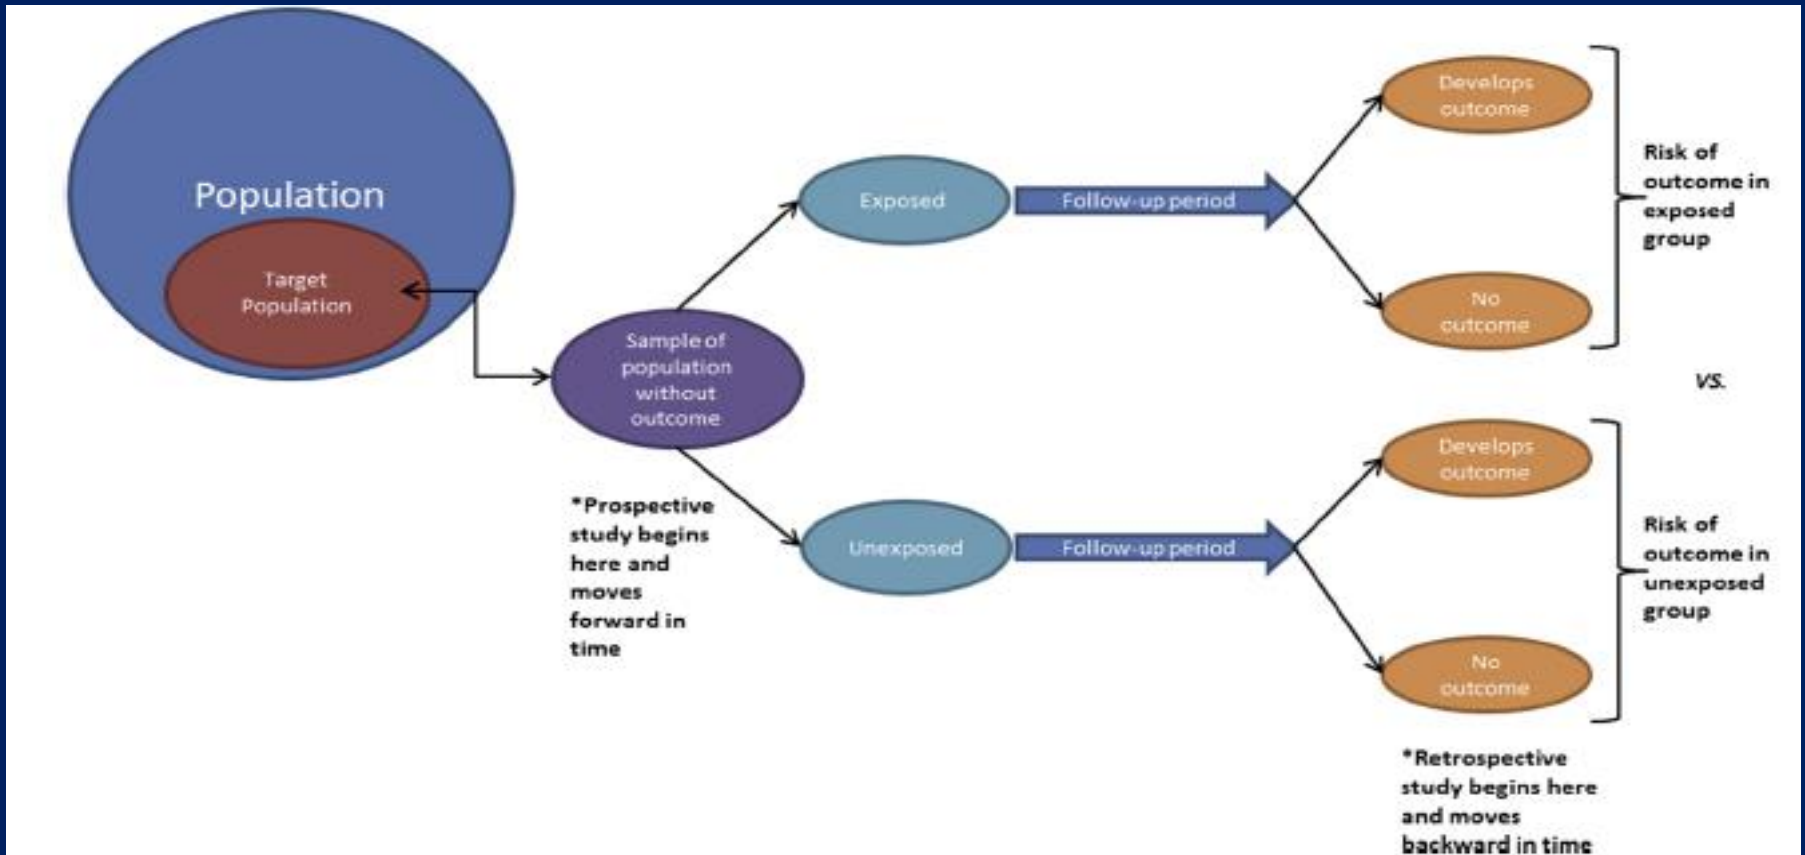 Population
Target
Population
Sample of
population
without
outcome
*Prospective
study begins
here and
moves
forward in
time
Exposed
Follow-up period
Develops
outcome
No
outcome
Risk of
outcome in
exposed
group
vs.
Unexposed
Follow-up period
Develops
outcome
No
outcome
Risk of
outcome in
unexposed
group
*Retrospective
study begins here
and moves
backward in time